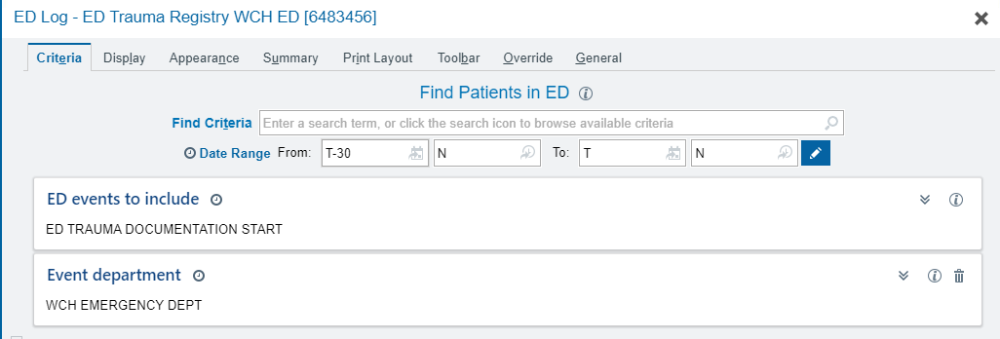 ED Log - ED Trauma Registry WCH ED [6483456]
Criteria Display Appearance Summary Print Layout Toolbar Override General
Find Patients in ED
Find Criteria Enter a search term, or click the search icon to browse available criteria
Date Range From: T-30 N To: T N
ED events to include
ED TRAUMA DOCUMENTATION START
Event department
WCH EMERGENCY DEPT